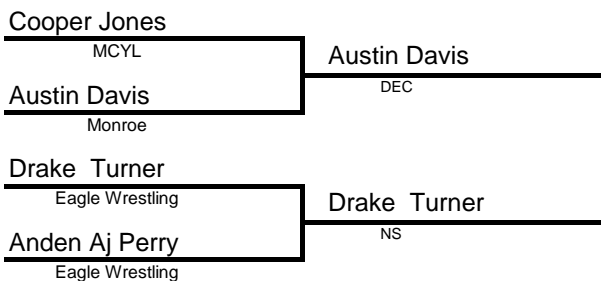 Cooper Jones
MCYL
Austin Davis
DEC
Austin Davis
Monroe
Drake Turner
Eagle Wrestling
Drake Turner
NS
Anden Aj Perry
Eagle Wrestling